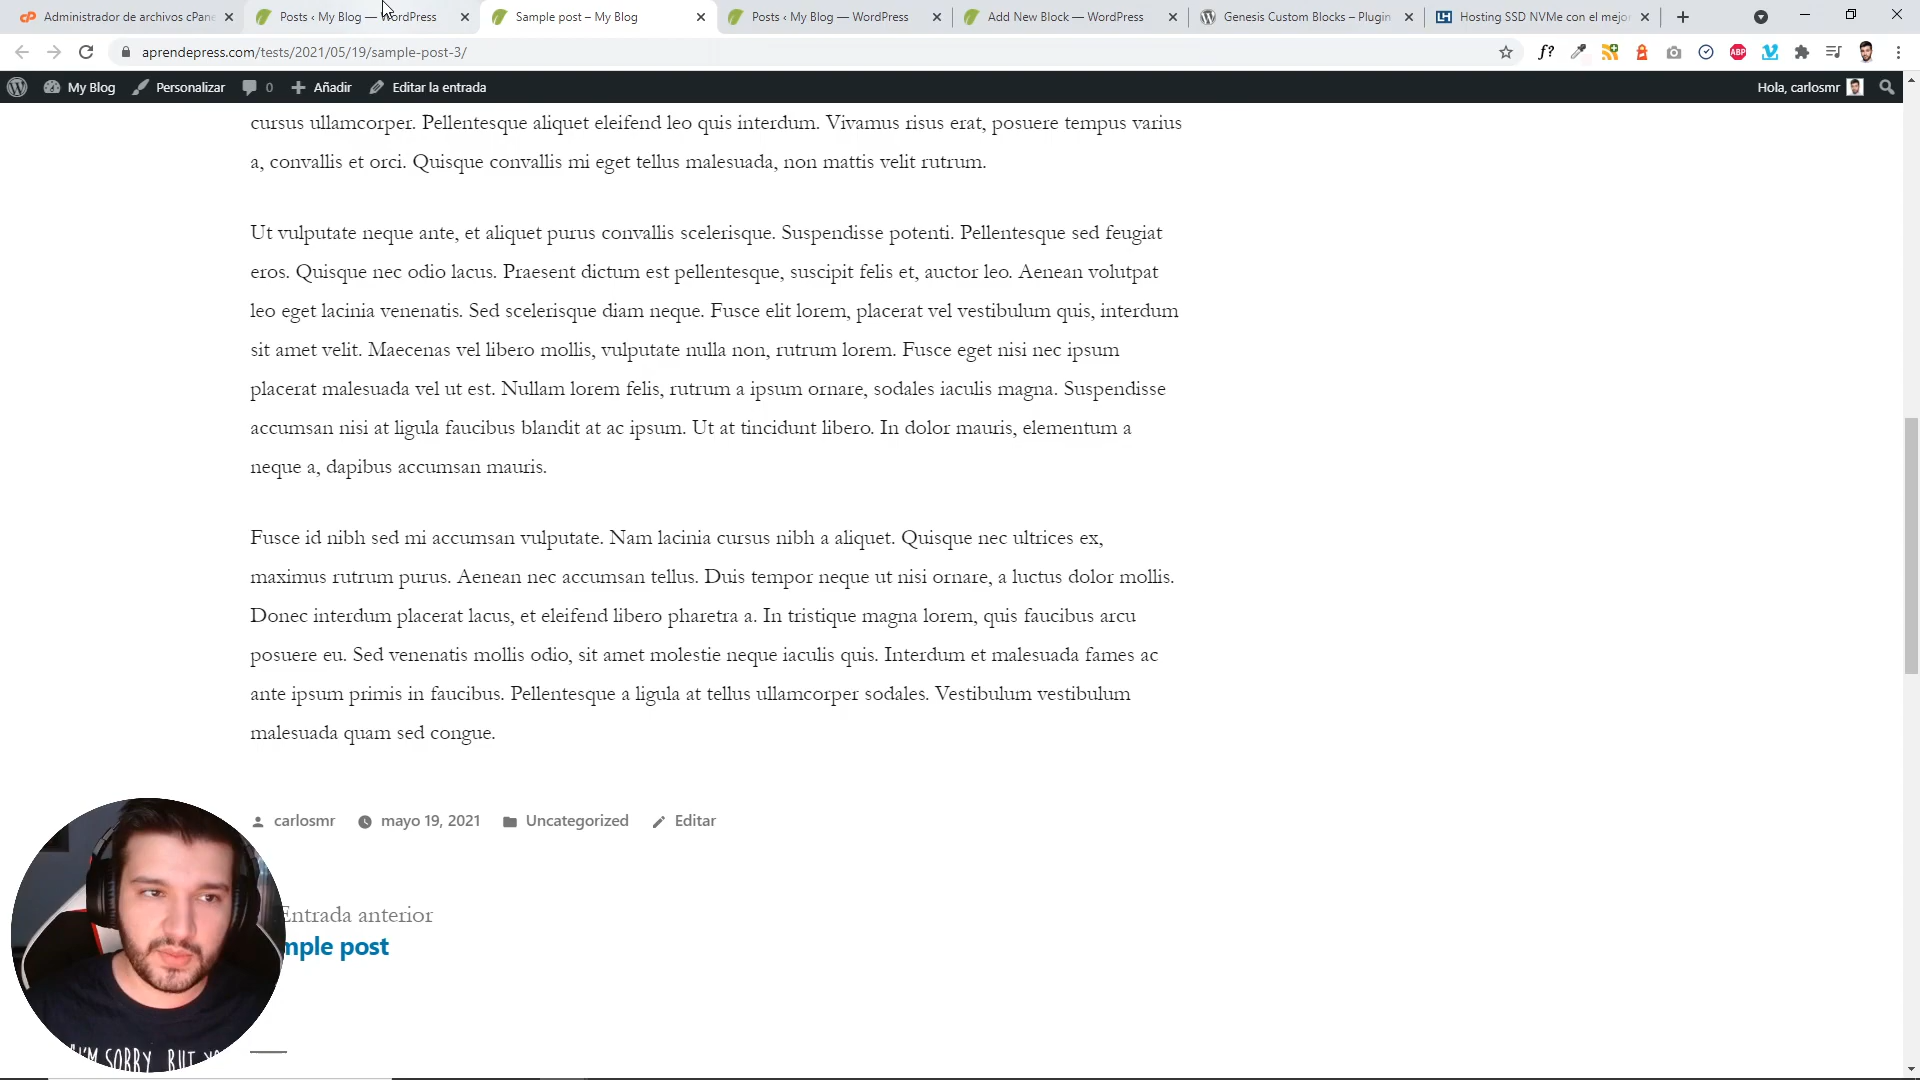 Administrador de archivos cPane
Posts ‹ My Blog — WordPress
Sample post – My Blog
Posts ‹ My Blog — WordPress
Add New Block — WordPress
Genesis Custom Blocks – Plugin
Hosting SSD NVMe con el mejor
aprendepress.com/tests/2021/05/19/sample-post-3/
f?
ABP
My Blog
Personalizar
0
Añadir
Editar la entrada
Hola, carlosmr
cursus ullamcorper. Pellentesque aliquet eleifend leo quis interdum. Vivamus risus erat, posuere tempus varius
a, convallis et orci. Quisque convallis mi eget tellus malesuada, non mattis velit rutrum.
Ut vulputate neque ante, et aliquet purus convallis scelerisque. Suspendisse potenti. Pellentesque sed feugiat
eros. Quisque nec odio lacus. Praesent dictum est pellentesque, suscipit felis et, auctor leo. Aenean volutpat
leo eget lacinia venenatis. Sed scelerisque diam neque. Fusce elit lorem, placerat vel vestibulum quis, interdum
sit amet velit. Maecenas vel libero mollis, vulputate nulla non, rutrum lorem. Fusce eget nisi nec ipsum
placerat malesuada vel ut est. Nullam lorem felis, rutrum a ipsum ornare, sodales iaculis magna. Suspendisse
accumsan nisi at ligula faucibus blandit at ac ipsum. Ut at tincidunt libero. In dolor mauris, elementum a
neque a, dapibus accumsan mauris.
Fusce id nibh sed mi accumsan vulputate. Nam lacinia cursus nibh a aliquet. Quisque nec ultrices ex,
maximus rutrum purus. Aenean nec accumsan tellus. Duis tempor neque ut nisi ornare, a luctus dolor mollis.
Donec interdum placerat lacus, et eleifend libero pharetra a. In tristique magna lorem, quis faucibus arcu
posuere eu. Sed venenatis mollis odio, sit amet molestie neque iaculis quis. Interdum et malesuada fames ac
ante ipsum primis in faucibus. Pellentesque a ligula at tellus ullamcorper sodales. Vestibulum vestibulum
malesuada quam sed congue.
carlosmr
mayo 19, 2021
Uncategorized
Editar
Entrada anterior
mple post
"I'M SORRY, BUT YO